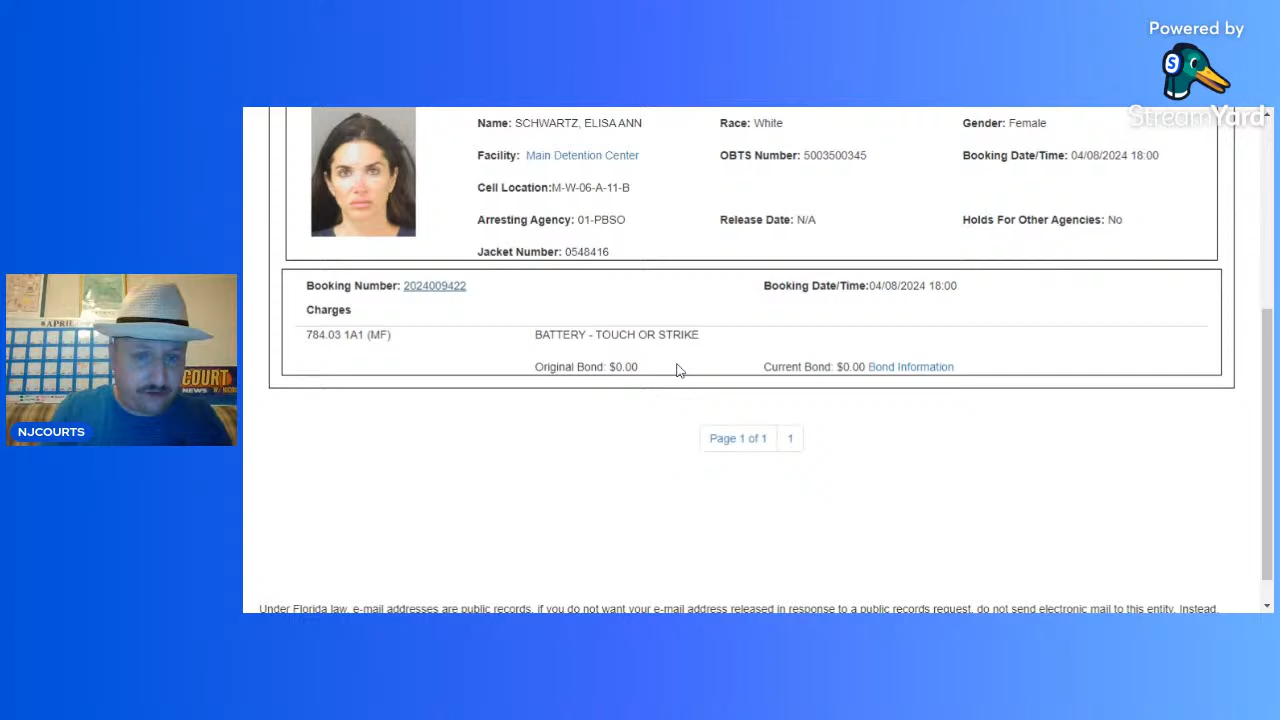 Powered by
StreamYard
Name: SCHWARTZ, ELISA ANN
Race: White
Gender: Female
Facility: Main Detention Center
OBTS Number: 5003500345
Booking Date/Time: 04/08/2024 18:00
Cell Location:M-W-06-A-11-B
Arresting Agency: 01-PBSO
Release Date: N/A
Holds For Other Agencies: No
Jacket Number: 0548416
Booking Number: 2024009422
Booking Date/Time:04/08/2024 18:00
Charges
784.03 1A1 (MF)
BATTERY - TOUCH OR STRIKE
Original Bond: $0.00
Current Bond: $0.00 Bond Information
Page 1 of 1
1
APRIL
COURT
NEWS
NJCOURTS
Under Florida law, e-mail addresses are public records. if you do not want your e-mail address released in response to a public records request, do not send electronic mail to this entity. Instead,